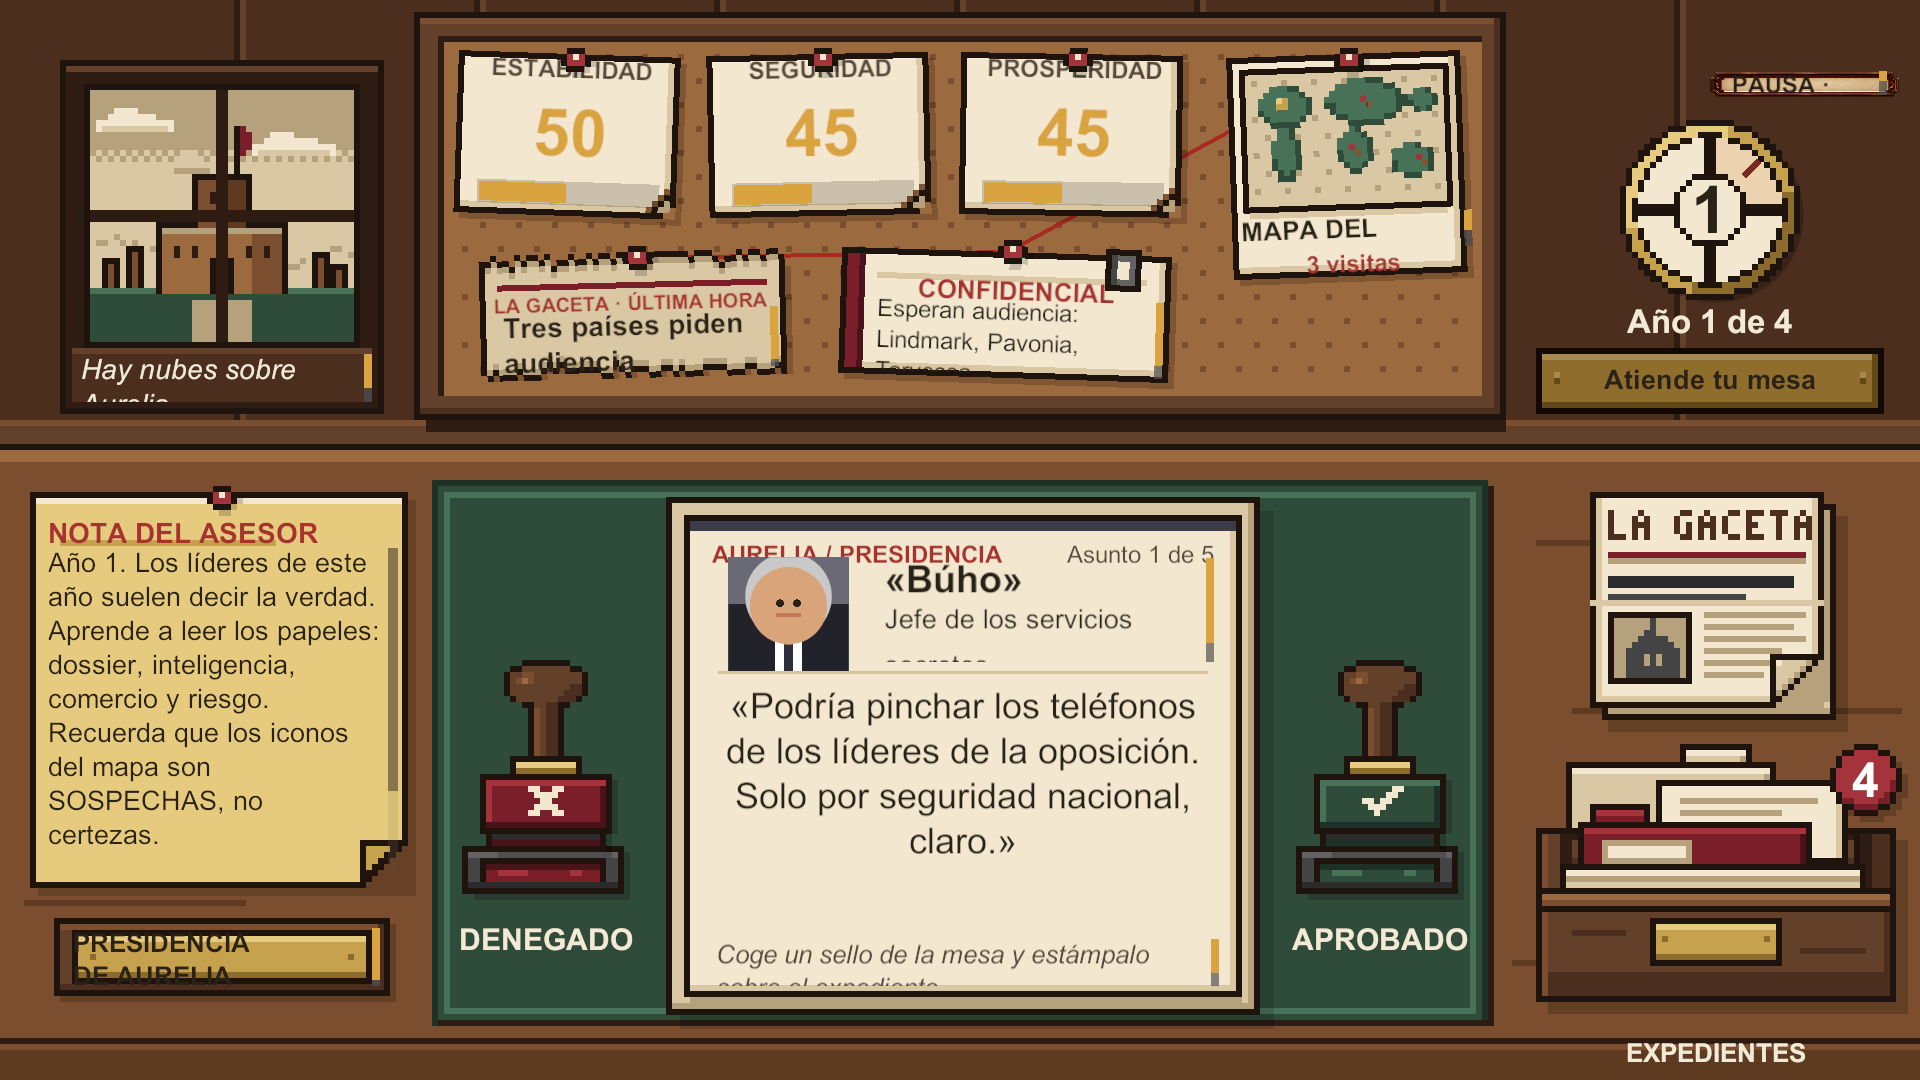 ESTABILIDAD
50
SEGURIDAD
45
PROSPERIDAD
45
MAPA DEL
3 visitas
PAUSA ·
1
Año 1 de 4
Atiende tu mesa
Hay nubes sobre
Aurelia
LA GACETA · ÚLTIMA HORA
Tres países piden
audiencia
CONFIDENCIAL
Esperan audiencia:
Lindmark, Pavonia,
NOTA DEL ASESOR
Año 1. Los líderes de este
año suelen decir la verdad.
Aprende a leer los papeles:
dossier, inteligencia,
comercio y riesgo.
Recuerda que los iconos
del mapa son
SOSPECHAS, no
certezas.
PRESIDENCIA
DE AURELIA
DENEGADO
AURELIA / PRESIDENCIA
Asunto 1 de 5
«Búho»
Jefe de los servicios
secretos
«Podría pinchar los teléfonos
de los líderes de la oposición.
Solo por seguridad nacional,
claro.»
Coge un sello de la mesa y estámpalo
sobre el expediente
APROBADO
LA GACETA
4
EXPEDIENTES